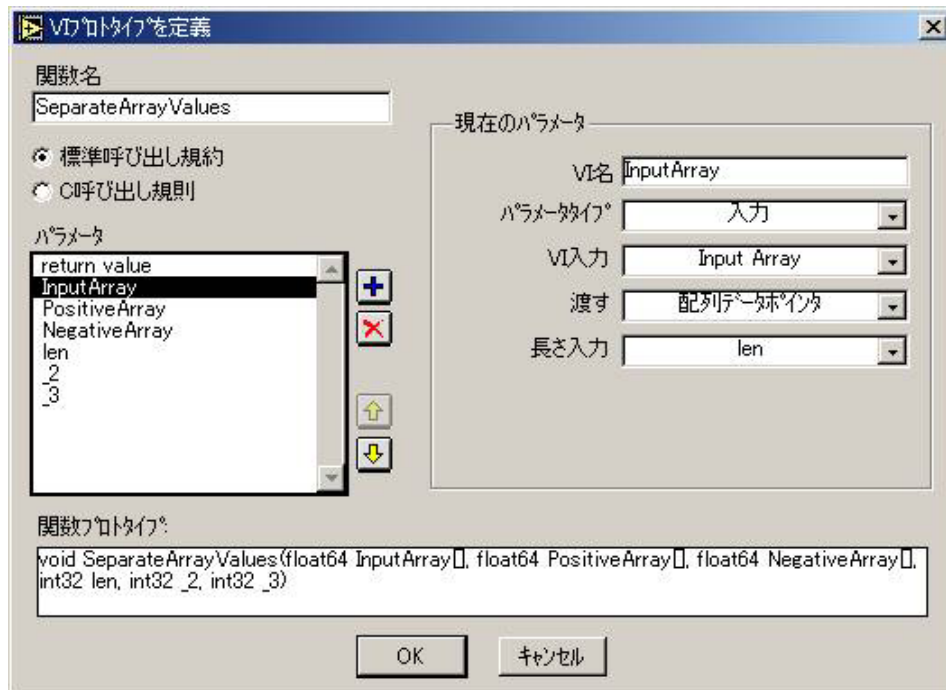 VIプロトタイプを定義
関数名
SeparateArrayValues
標準呼び出し規約
C呼び出し規則
パラメータ
return value
InputArray
PositiveArray
NegativeArray
len
_2
_3
現在のパラメータ
VI名 InputArray
パラメータタイプ 入力
VI入力 Input Array
渡す 配列データポインタ
長さ入力 len
関数プロトタイプ:
void SeparateArrayValues(float64 InputArray[], float64 PositiveArray[], float64 NegativeArray[],
int32 len, int32 _2, int32 _3)
OK
キャンセル